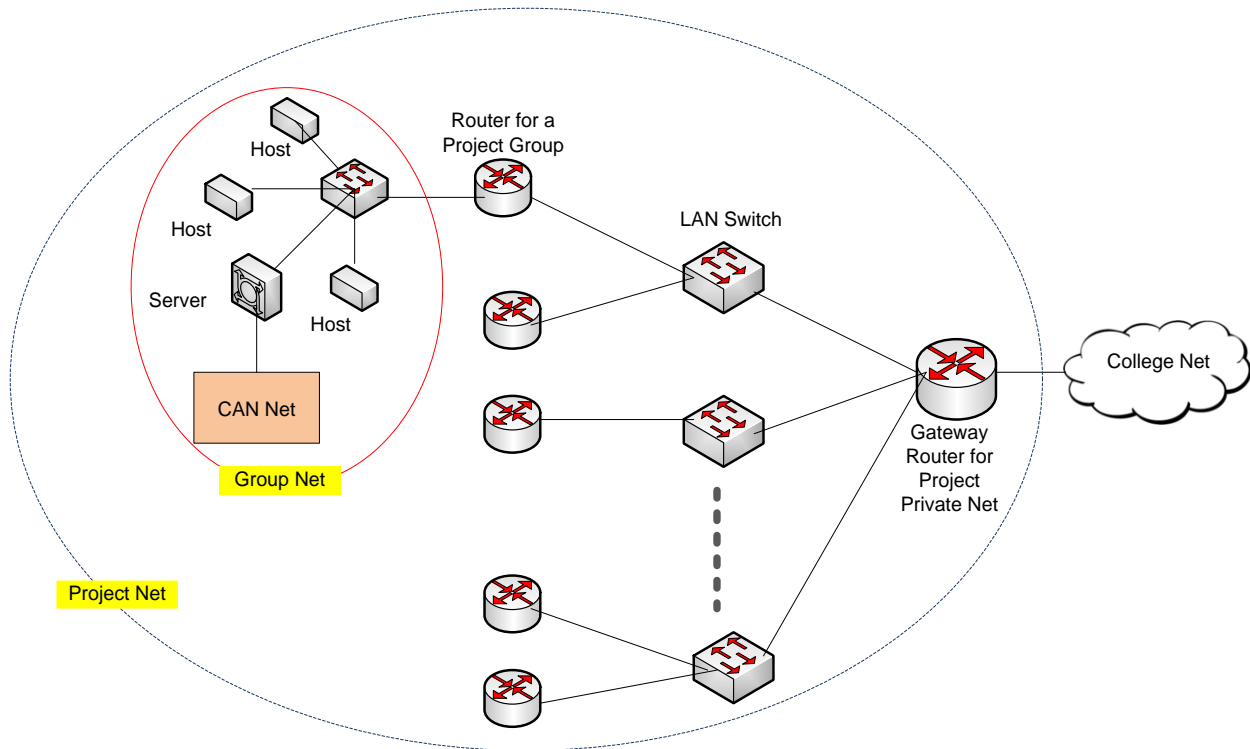 Host
Host
Server
Host
CAN Net
Group Net
Project Net
Router for a
Project Group
LAN Switch
Gateway
Router for
Project
Private Net
College Net